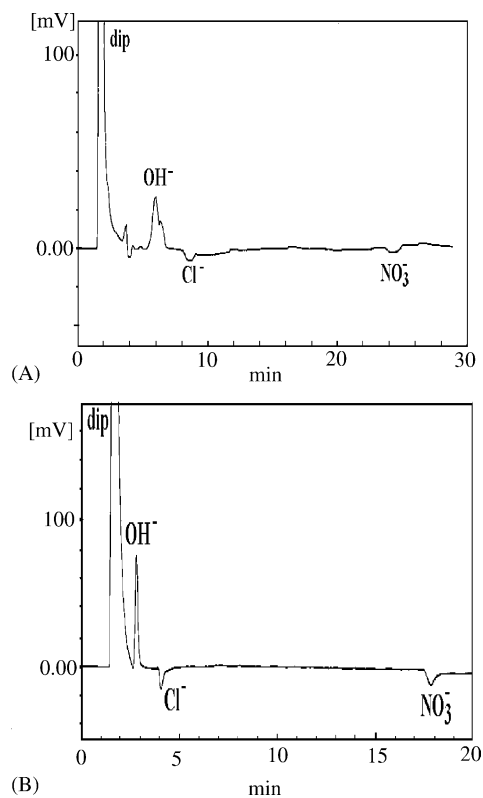 [mV]
dip
100
OH⁻
0.00
Cl⁻
NO₃⁻
0
10
20
30
(A)
min
[mV]
dip
100
OH⁻
0.00
Cl⁻
NO₃⁻
0
5
10
15
20
(B)
min